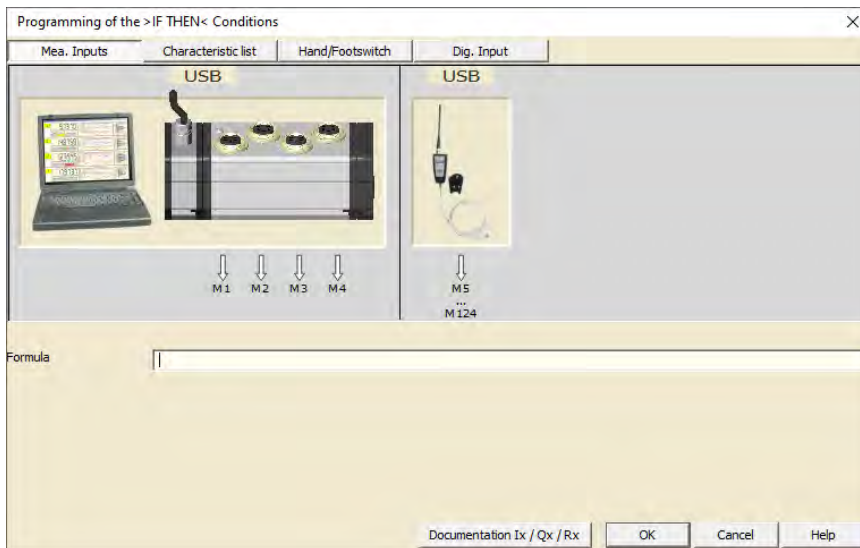 Programming of the >IF THEN< Conditions
Mea. Inputs Characteristic list Hand/Footswitch Dig. Input
USB USB
M1 M2 M3 M4 M5
...
M124
Formula
Documentation Ix / Qx / Rx OK Cancel Help